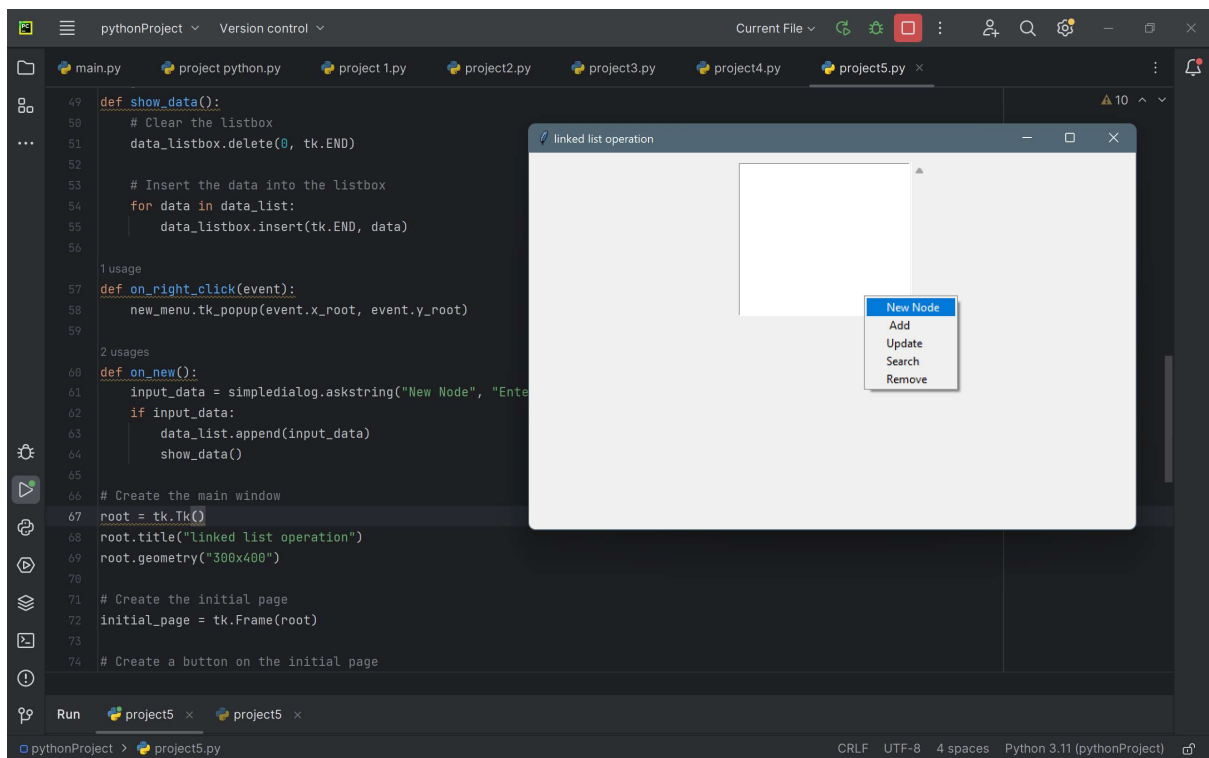 PC pythonProject Version control Current File
main.py project python.py project 1.py project2.py project3.py project4.py project5.py
49 def show_data(): 10
50 # Clear the listbox
51 data_listbox.delete(0, tk.END)
52
53 # Insert the data into the listbox
54 for data in data_list:
55 data_listbox.insert(tk.END, data)
56
1 usage
57 def on_right_click(event):
58 new_menu.tk_popup(event.x_root, event.y_root)
59
2 usages
60 def on_new():
61 input_data = simpledialog.askstring("New Node", "Ente
62 if input_data:
63 data_list.append(input_data)
64 show_data()
65
66 # Create the main window
67 root = tk.Tk()
68 root.title("linked list operation")
69 root.geometry("300x400")
70
71 # Create the initial page
72 initial_page = tk.Frame(root)
73
74 # Create a button on the initial page
linked list operation
New Node
Add
Update
Search
Remove
Run project5 project5
pythonProject > project5.py CRLF UTF-8 4 spaces Python 3.11 (pythonProject)